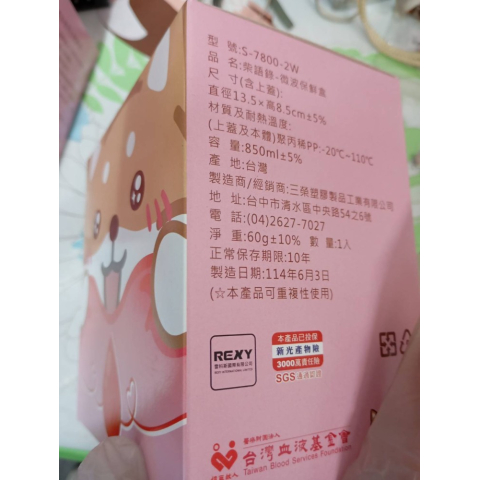 型 號:S-7800-2W
品 名:柴語錄-微波保鮮盒
尺 寸(含上蓋):
直徑13.5×高8.5cm±5%
材質及耐熱溫度:
(上蓋及本體)聚丙稀PP:-20℃~110℃
容 量:850ml±5%
產 地:台灣
製造商/經銷商:三榮塑膠製品工業有限公司
地 址:台中市清水區中央路54之6號
電 話:(04)2627-7027
淨 重:60g±10% 數 量:1入
正常保存期限:10年
製造日期:114年6月3日
(☆本產品可重複性使用)
REXY
本產品已投保
新光產物險
3000萬責任險
SGS
醫療財團法人
台灣血液基金會
Taiwan Blood Services Foundation